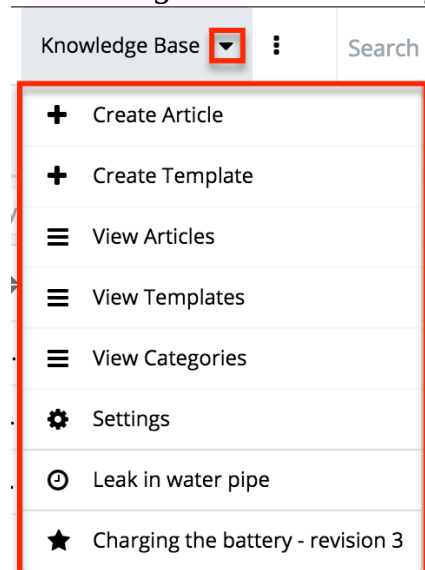 Knowledge Base
Search
Create Article
Create Template
View Articles
View Templates
View Categories
Settings
Leak in water pipe
Charging the battery - revision 3